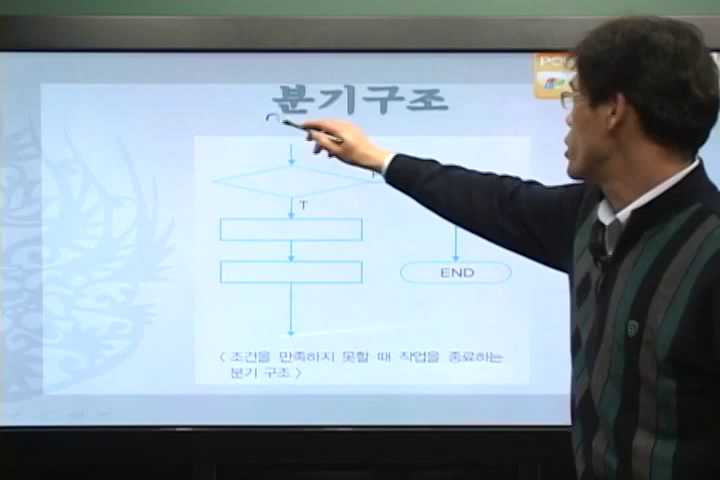 분기구조
PC
F
T
END
< 조건을 만족하지 못할 때 작업을 종료하는
분기 구조 >